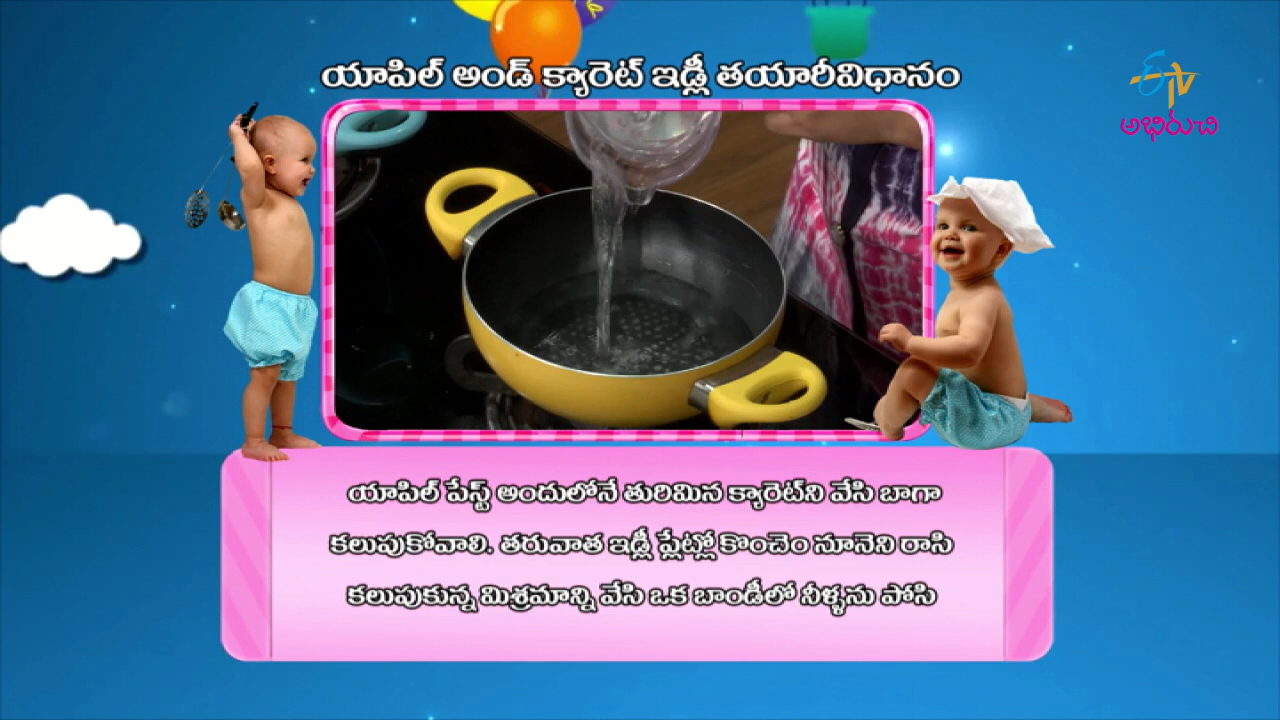 యాపిల్ అండ్ క్యారెట్ ఇడ్లీ తయారీవిధానం
ETV
అభిరుచి
యాపిల్ పేస్ట్ అందులోనే తురిమిన క్యారెట్‌ని వేసి బాగా
కలుపుకోవాలి. తరువాత ఇడ్లీ ప్లేట్లో కొంచెం నూనెని రాసి
కలుపుకున్న మిశ్రమాన్ని వేసి ఒక బాండీలో నీళ్ళను పోసి